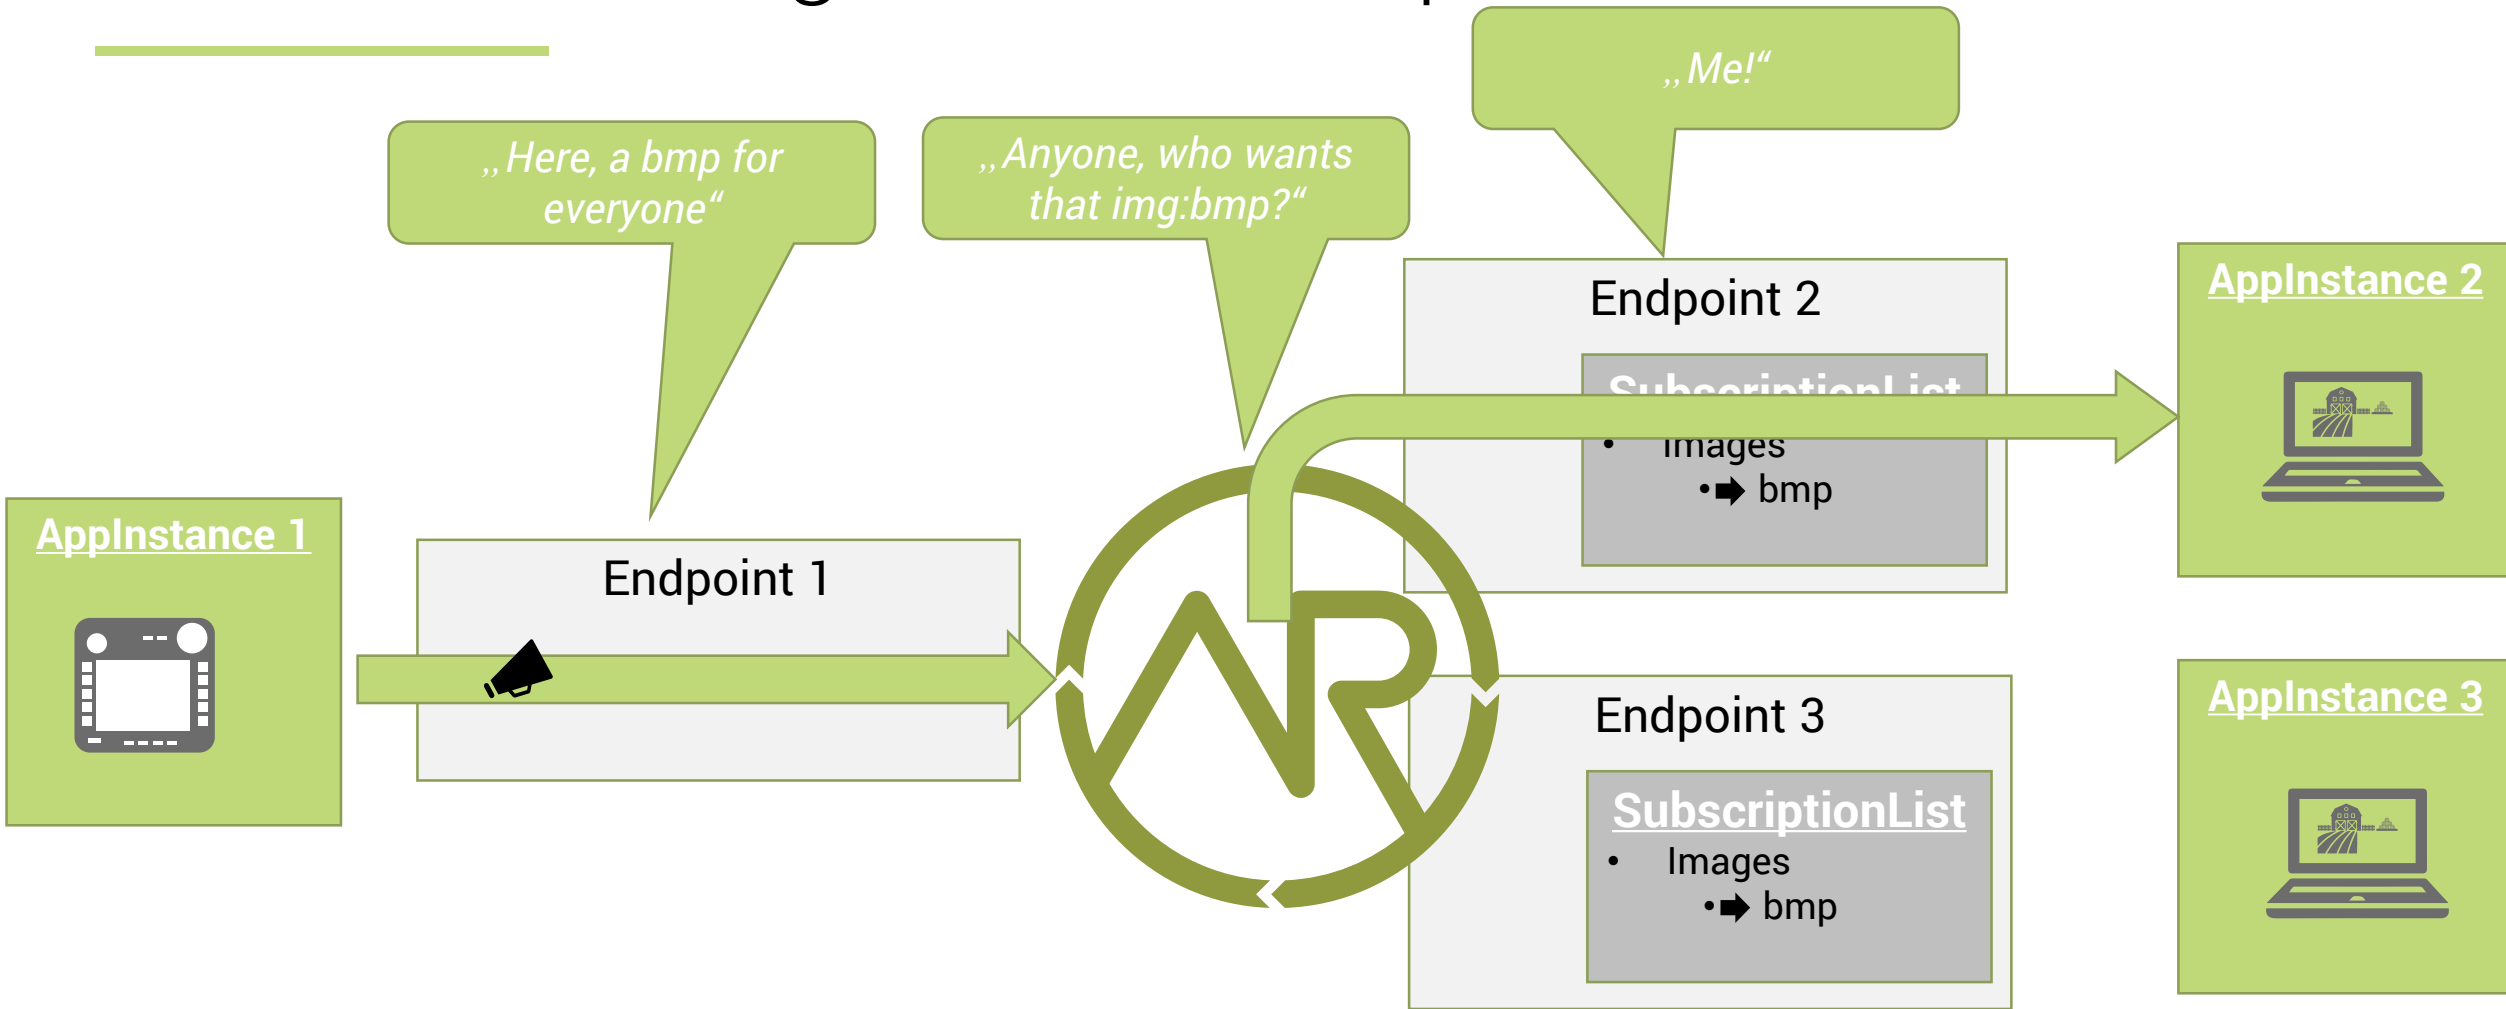 „Me!“
„Here, a bmp for
everyone“
„Anyone, who wants
that img:bmp?“
Endpoint 2
SubscriptionList
• Images
•➡ bmp
AppInstance 2
AppInstance 1
Endpoint 1
Endpoint 3
SubscriptionList
• Images
•➡ bmp
AppInstance 3